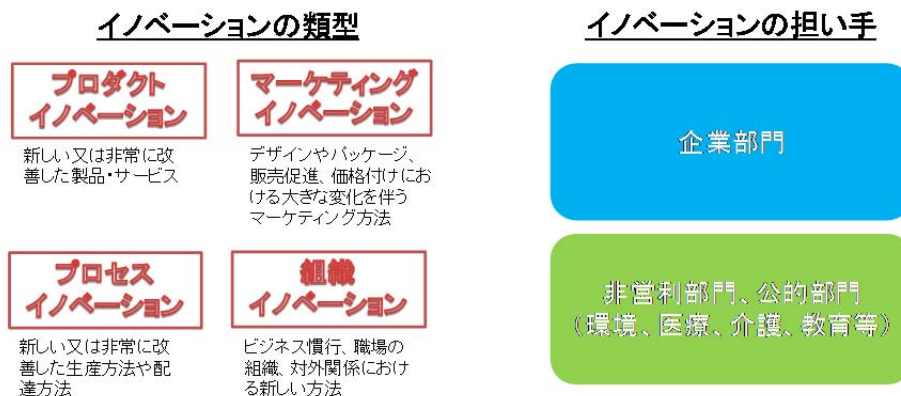 イノベーションの類型
プロダクト
イノベーション
新しい又は非常に改
善した製品・サービス
マーケティング
イノベーション
デザインやパッケージ、
販売促進、価格付けにお
ける大きな変化を伴う
マーケティング方法
プロセス
イノベーション
新しい又は非常に改
善した生産方法や配
達方法
組織
イノベーション
ビジネス慣行、職場の
組織、対外関係におけ
る新しい方法
イノベーションの担い手
企業部門
非営利部門、公的部門
（環境、医療、介護、教育等）